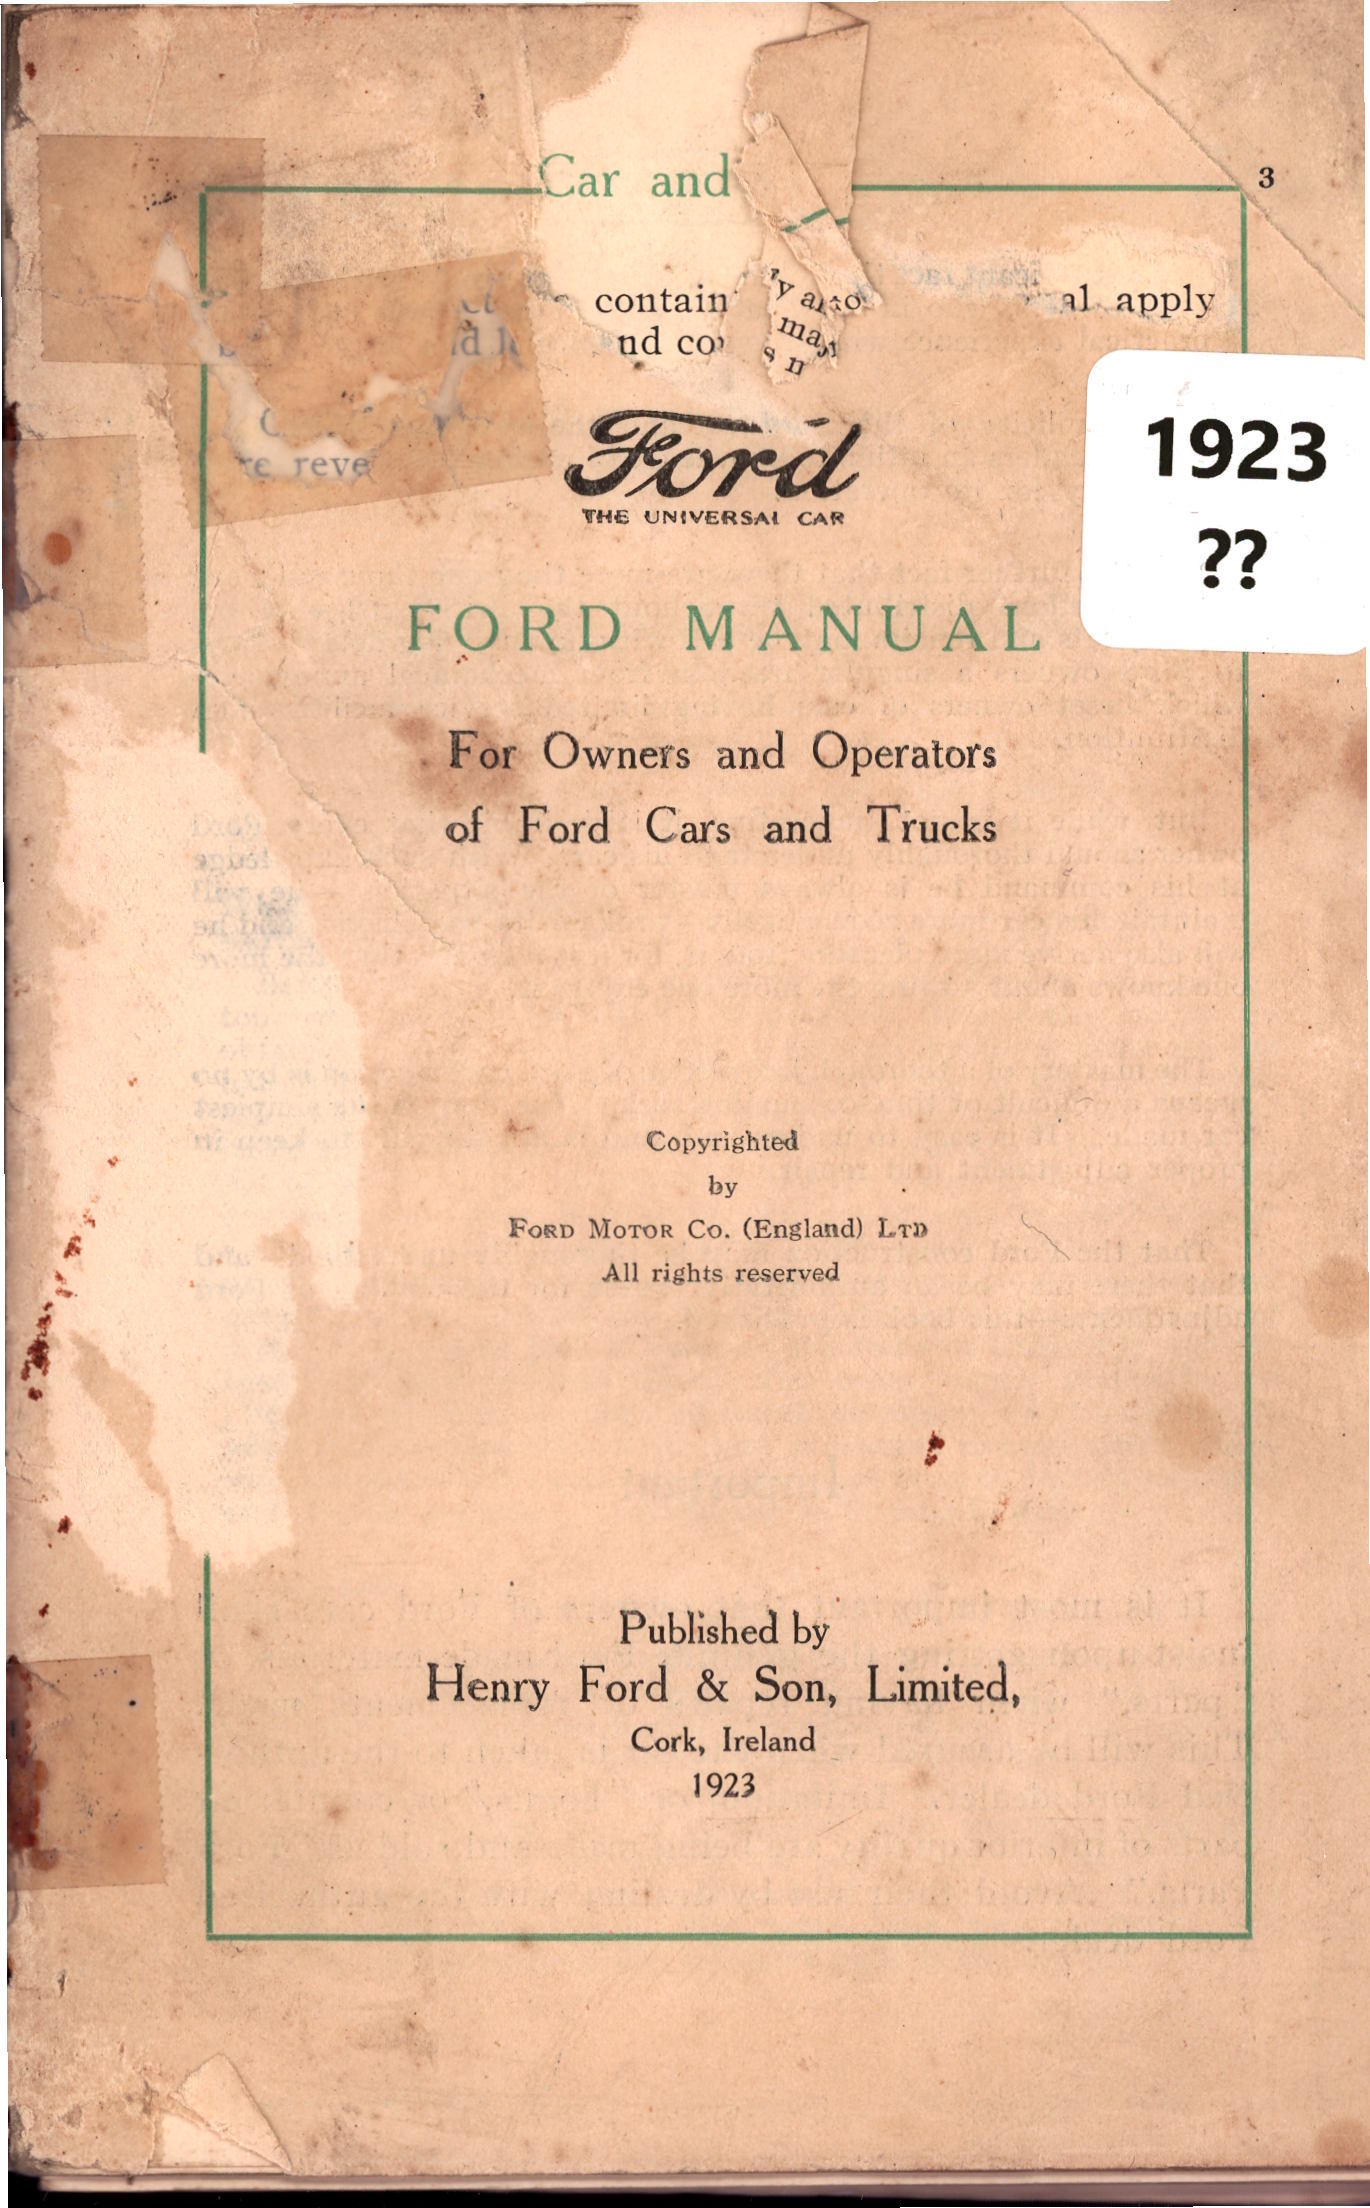 Car and
3
contain al apply
nd co may
reve
Ford
THE UNIVERSAL CAR
1923
??
FORD MANUAL
For Owners and Operators
of Ford Cars and Trucks
Copyrighted
by
FORD MOTOR CO. (England) LTD
All rights reserved
Published by
Henry Ford & Son, Limited,
Cork, Ireland
1923